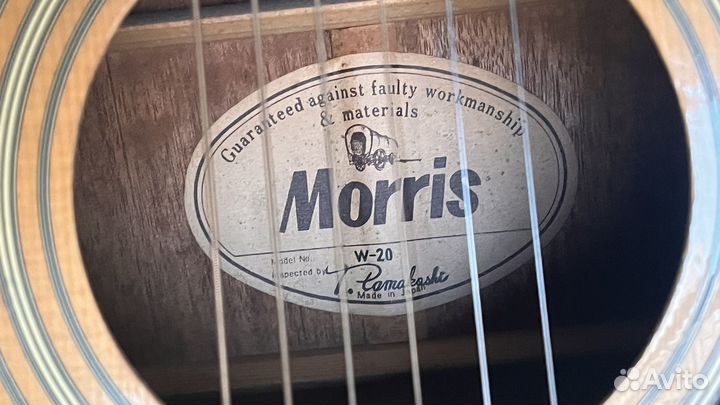 Guaranteed against faulty workmanship
& materials
Morris
Model No. W-20
Inspected by
Made in Japan
Avito